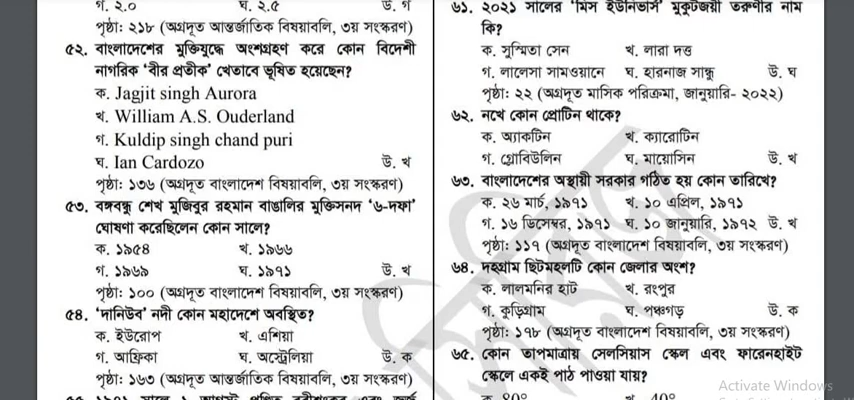 গ. ২.০ ঘ. ২.৫ উ. গ
পৃষ্ঠা: ২১৮ (অগ্রদূত আন্তর্জাতিক বিষয়াবলি, ৩য় সংস্করণ)
৫২. বাংলাদেশের মুক্তিযুদ্ধে অংশগ্রহণ করে কোন বিদেশী
নাগরিক ‘বীর প্রতীক’ খেতাবে ভূষিত হয়েছেন?
ক. Jagjit singh Aurora
খ. William A.S. Ouderland
গ. Kuldip singh chand puri
ঘ. Ian Cardozo উ. খ
পৃষ্ঠা: ১৩৬ (অগ্রদূত বাংলাদেশ বিষয়াবলি, ৩য় সংস্করণ)
৫৩. বঙ্গবন্ধু শেখ মুজিবুর রহমান বাঙালির মুক্তিসনদ ‘৬-দফা’
ঘোষণা করেছিলেন কোন সালে?
ক. ১৯৫৪ খ. ১৯৬৬
গ. ১৯৬৯ ঘ. ১৯৭১ উ. খ
পৃষ্ঠা: ১০০ (অগ্রদূত বাংলাদেশ বিষয়াবলি, ৩য় সংস্করণ)
৫৪. ‘দানিউব’ নদী কোন মহাদেশে অবস্থিত?
ক. ইউরোপ খ. এশিয়া
গ. আফ্রিকা ঘ. অস্ট্রেলিয়া উ. ক
পৃষ্ঠা: ১৬৩ (অগ্রদূত আন্তর্জাতিক বিষয়াবলি, ৩য় সংস্করণ)
৬১. ২০২১ সালের ‘মিস ইউনিভার্স’ মুকুটজয়ী তরুণীর নাম
কি?
ক. সুস্মিতা সেন খ. লারা দত্ত
গ. লালেসা সামওয়ানে ঘ. হারনাজ সান্ধু উ. ঘ
পৃষ্ঠা: ২২ (অগ্রদূত মাসিক পরিক্রমা, জানুয়ারি- ২০২২)
৬২. নখে কোন প্রোটিন থাকে?
ক. অ্যাকটিন খ. ক্যারোটিন
গ. গ্লোবিউলিন ঘ. মায়োসিন উ. খ
৬৩. বাংলাদেশের অস্থায়ী সরকার গঠিত হয় কোন তারিখে?
ক. ২৬ মার্চ, ১৯৭১ খ. ১০ এপ্রিল, ১৯৭১
গ. ১৬ ডিসেম্বর, ১৯৭১ ঘ. ১০ জানুয়ারি, ১৯৭২ উ. খ
পৃষ্ঠা: ১১৭ (অগ্রদূত বাংলাদেশ বিষয়াবলি, ৩য় সংস্করণ)
৬৪. দহগ্রাম ছিটমহলটি কোন জেলার অংশ?
ক. লালমনির হাট খ. রংপুর
গ. কুড়িগ্রাম ঘ. পঞ্চগড় উ. ক
পৃষ্ঠা: ১৭৮ (অগ্রদূত বাংলাদেশ বিষয়াবলি, ৩য় সংস্করণ)
৬৫. কোন তাপমাত্রায় সেলসিয়াস স্কেল এবং ফারেনহাইট
স্কেলে একই পাঠ পাওয়া যায়?
Activate Windows